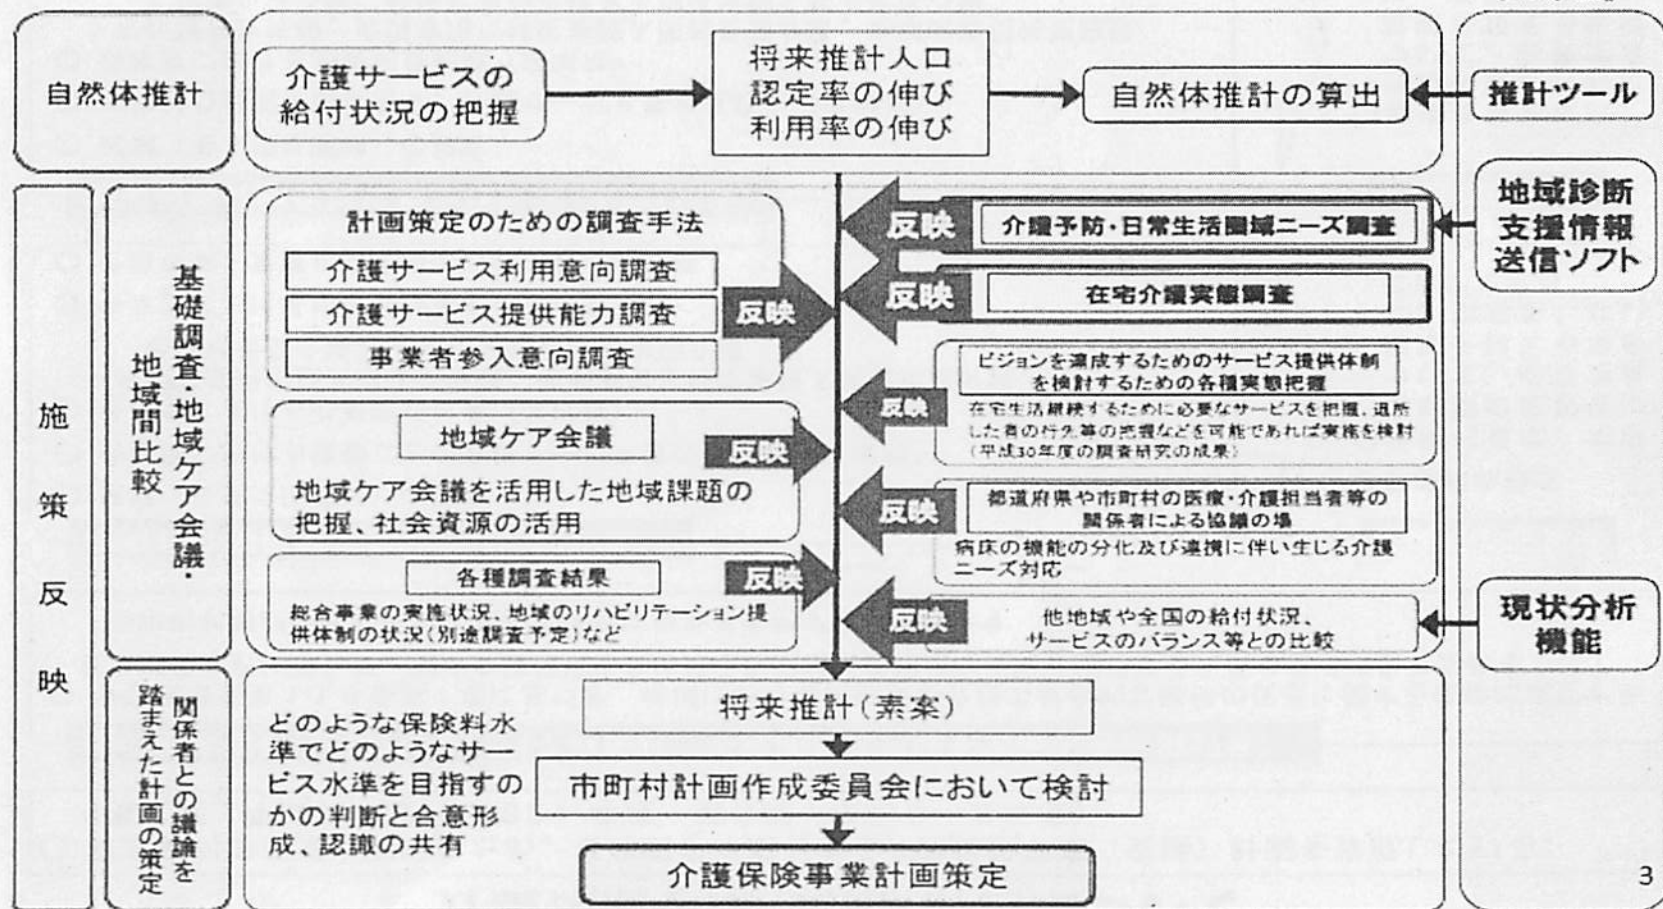 自然体推計
介護サービスの
給付状況の把握
将来推計人口
認定率の伸び
利用率の伸び
自然体推計の算出
推計ツール
施策反映
基礎調査・地域ケア会議・
地域間比較
計画策定のための調査手法
介護サービス利用意向調査
介護サービス提供能力調査
事業者参入意向調査
反映
地域ケア会議
反映
地域ケア会議を活用した地域課題の
把握、社会資源の活用
各種調査結果
反映
総合事業の実施状況、地域のリハビリテーション提
供体制の状況(別途調査予定)など
反映
介護予防・日常生活圏域ニーズ調査
反映
在宅介護実態調査
ビジョンを達成するためのサービス提供体制
を検討するための各種実態把握
反映
在宅生活継続するために必要なサービスを把握、退所
した者の行先等の把握などを可能であれば実施を検討
(平成30年度の調査研究の成果)
反映
都道府県や市町村の医療・介護担当者等の
関係者による協議の場
病床の機能の分化及び連携に伴い生じる介護
ニーズ対応
反映
他地域や全国の給付状況、
サービスのバランス等との比較
地域診断
支援情報
送信ソフト
現状分析
機能
関係者との議論を
踏まえた計画の策定
どのような保険料水
準でどのようなサー
ビス水準を目指すの
かの判断と合意形
成、認識の共有
将来推計(素案)
市町村計画作成委員会において検討
介護保険事業計画策定
3